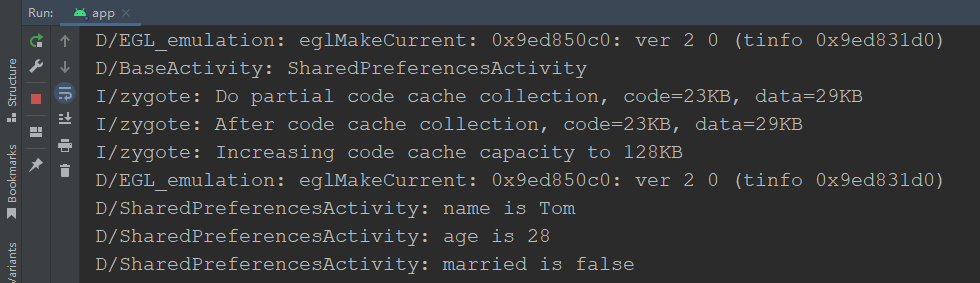 Run: app ×
D/EGL_emulation: eglMakeCurrent: 0x9ed850c0: ver 2 0 (tinfo 0x9ed831d0)
D/BaseActivity: SharedPreferencesActivity
I/zygote: Do partial code cache collection, code=23KB, data=29KB
I/zygote: After code cache collection, code=23KB, data=29KB
I/zygote: Increasing code cache capacity to 128KB
D/EGL_emulation: eglMakeCurrent: 0x9ed850c0: ver 2 0 (tinfo 0x9ed831d0)
D/SharedPreferencesActivity: name is Tom
D/SharedPreferencesActivity: age is 28
D/SharedPreferencesActivity: married is false
Structure
Bookmarks
Variants